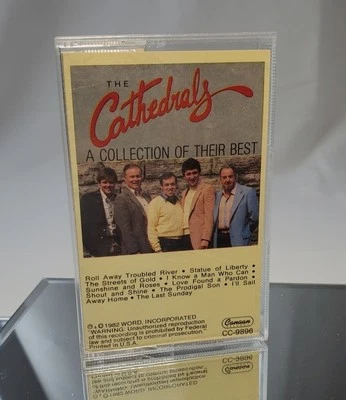 THE
Cathedrals
A COLLECTION OF THEIR BEST
Roll Away Troubled River • Statue of Liberty •
The Streets of Gold • I Know a Man Who Can •
Sunshine and Roses • Love Found a Pardon •
Shout and Shine • The Prodigal Son • I'll Sail
Away Home • The Last Sunday
℗ © 1982 WORD, INCORPORATED
"WARNING: Unauthorized reproduction
of this recording is prohibited by Federal
law and subject to criminal prosecution."
Printed in U.S.A.
Canaan
CC-9896